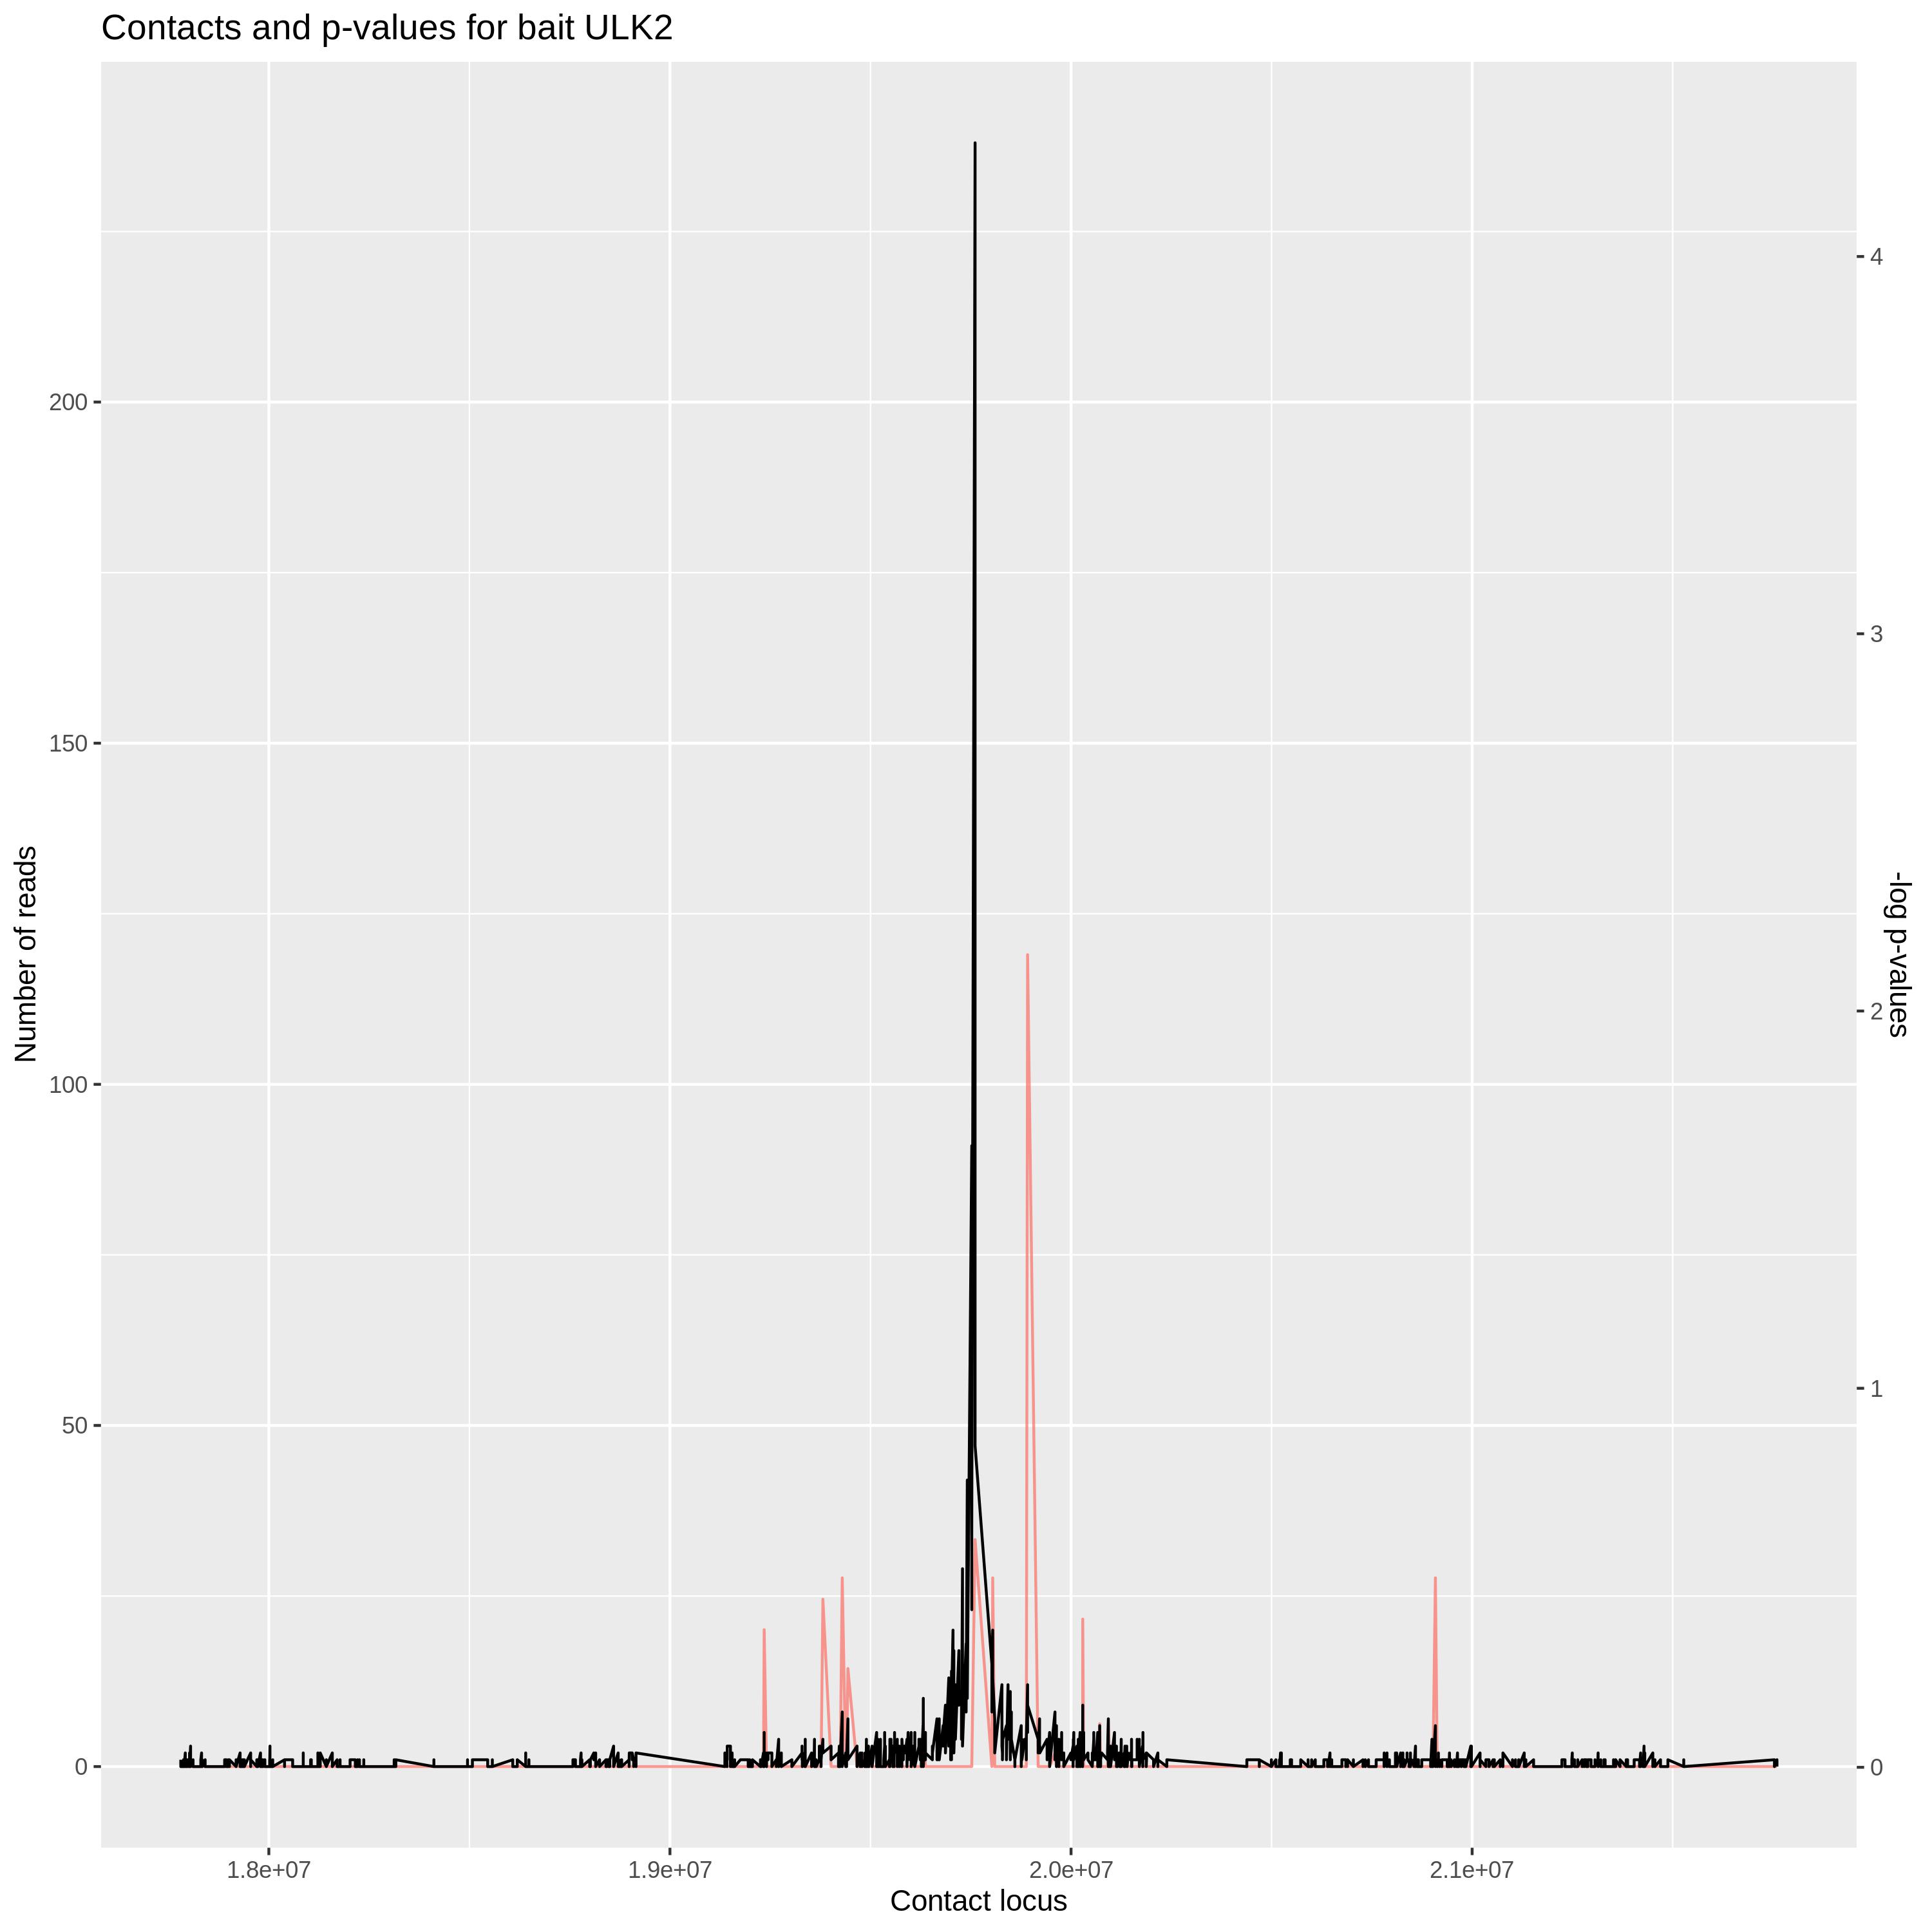 Contacts and p-values for bait ULK2
Number of reads
200
150
100
50
0
4
3
2
1
0
-log p-values
1.8e+07
1.9e+07
2.0e+07
2.1e+07
Contact locus